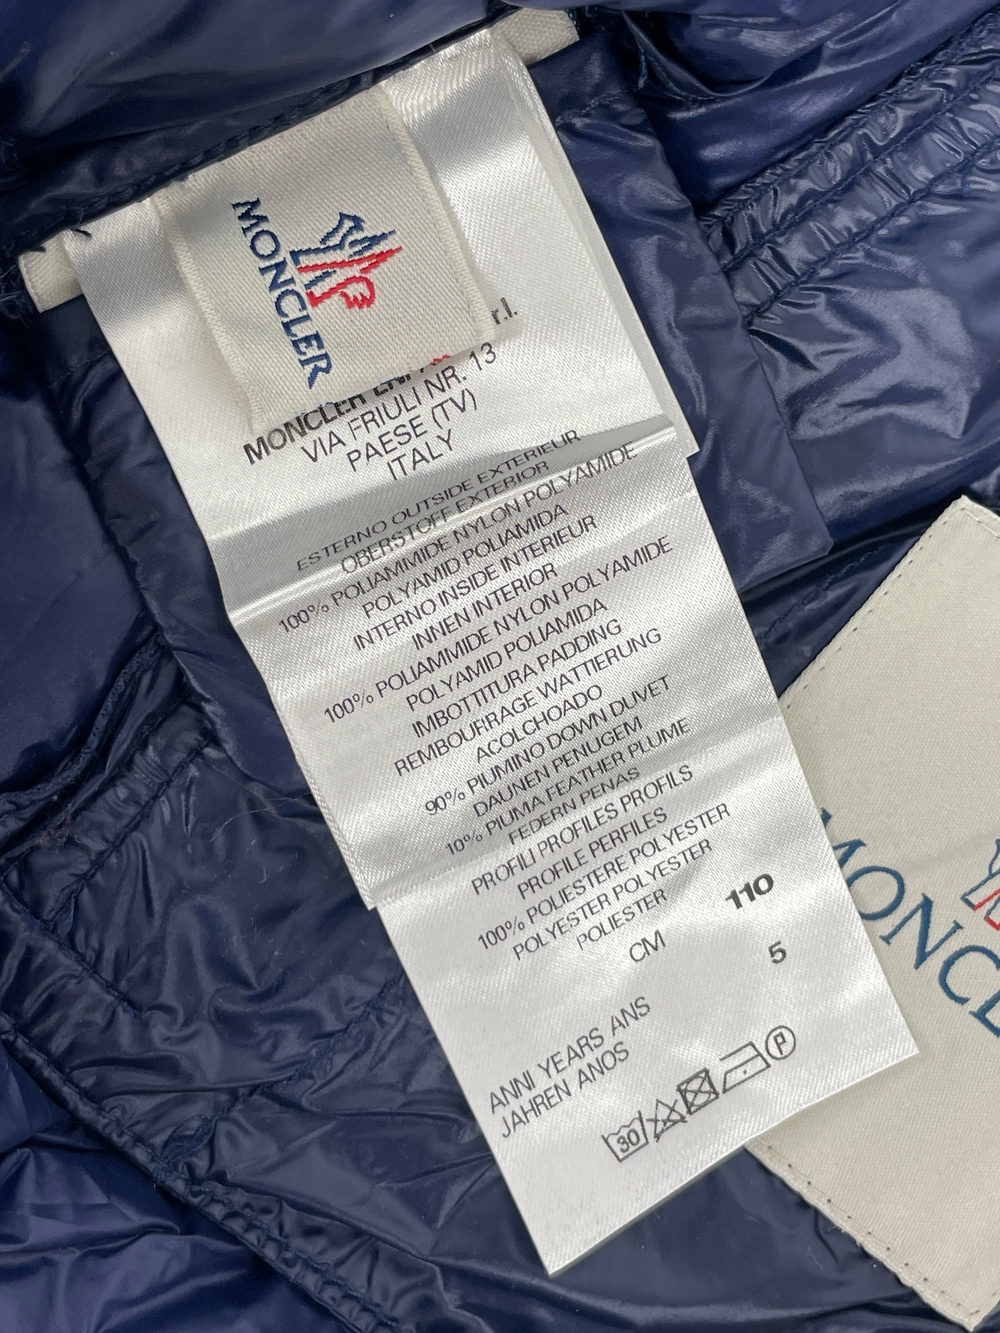 MONCLER
r.l.
MONCLER
VIA FRIULI NR. 13
PAESE (TV)
ITALY
ESTERNO OUTSIDE EXTERIEUR
OBERSTOFF EXTERIOR
100% POLIAMMIDE NYLON POLYAMIDE
POLYAMID POLIAMIDA
INTERNO INSIDE INTERIEUR
INNEN INTERIOR
100% POLIAMMIDE NYLON POLYAMIDE
POLYAMID POLIAMIDA
IMBOTTITURA PADDING
REMBOUFIRAGE WATTIERUNG
ACOLCHOADO
90% PIUMINO DOWN DUVET
DAUNEN PENUGEM
10% PIUMA FEATHER PLUME
FEDERN PENAS
PROFILI PROFILES PROFILS
PROFILE PERFILES
100% POLIESTERE POLYESTER
POLYESTER POLYESTER
POLIESTER
CM 110
ANNI YEARS ANS 5
JAHREN ANOS
30 P
MONCL